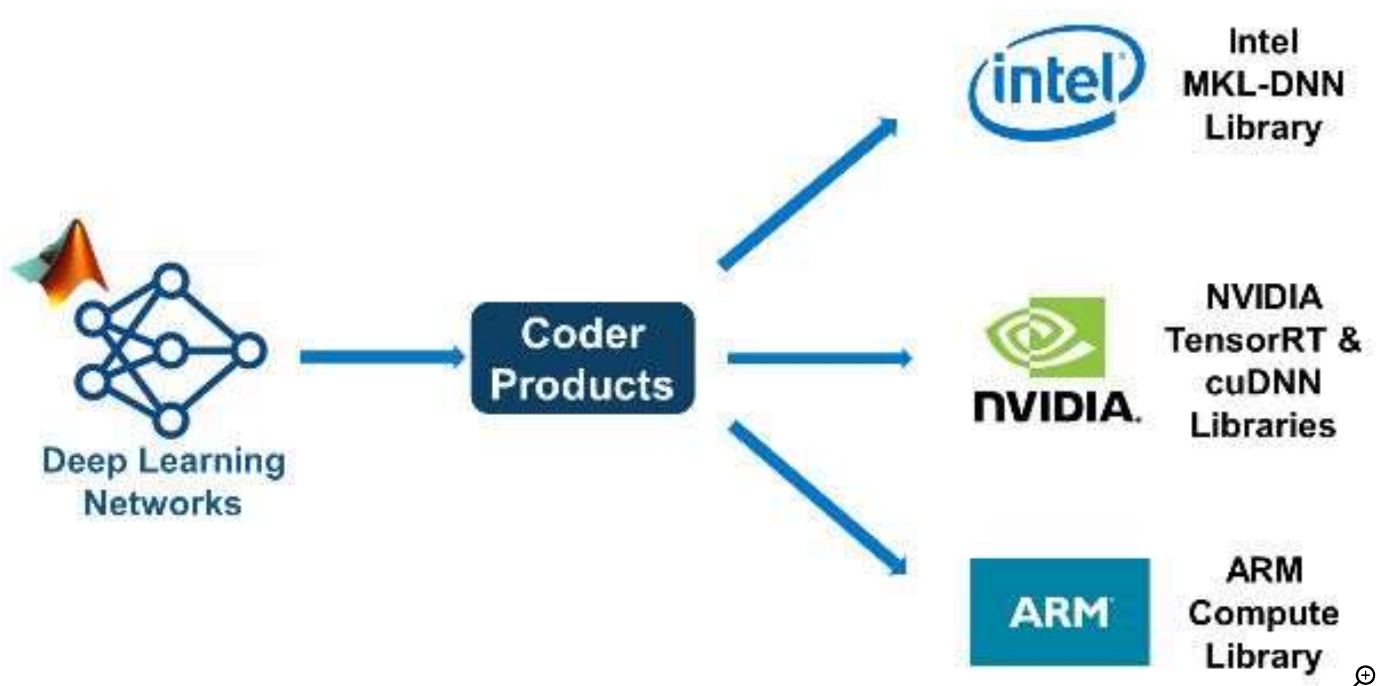 intel
Intel
MKL-DNN
Library
Deep Learning
Networks
Coder
Products
NVIDIA.
NVIDIA
TensorRT &
cuDNN
Libraries
ARM
ARM
Compute
Library